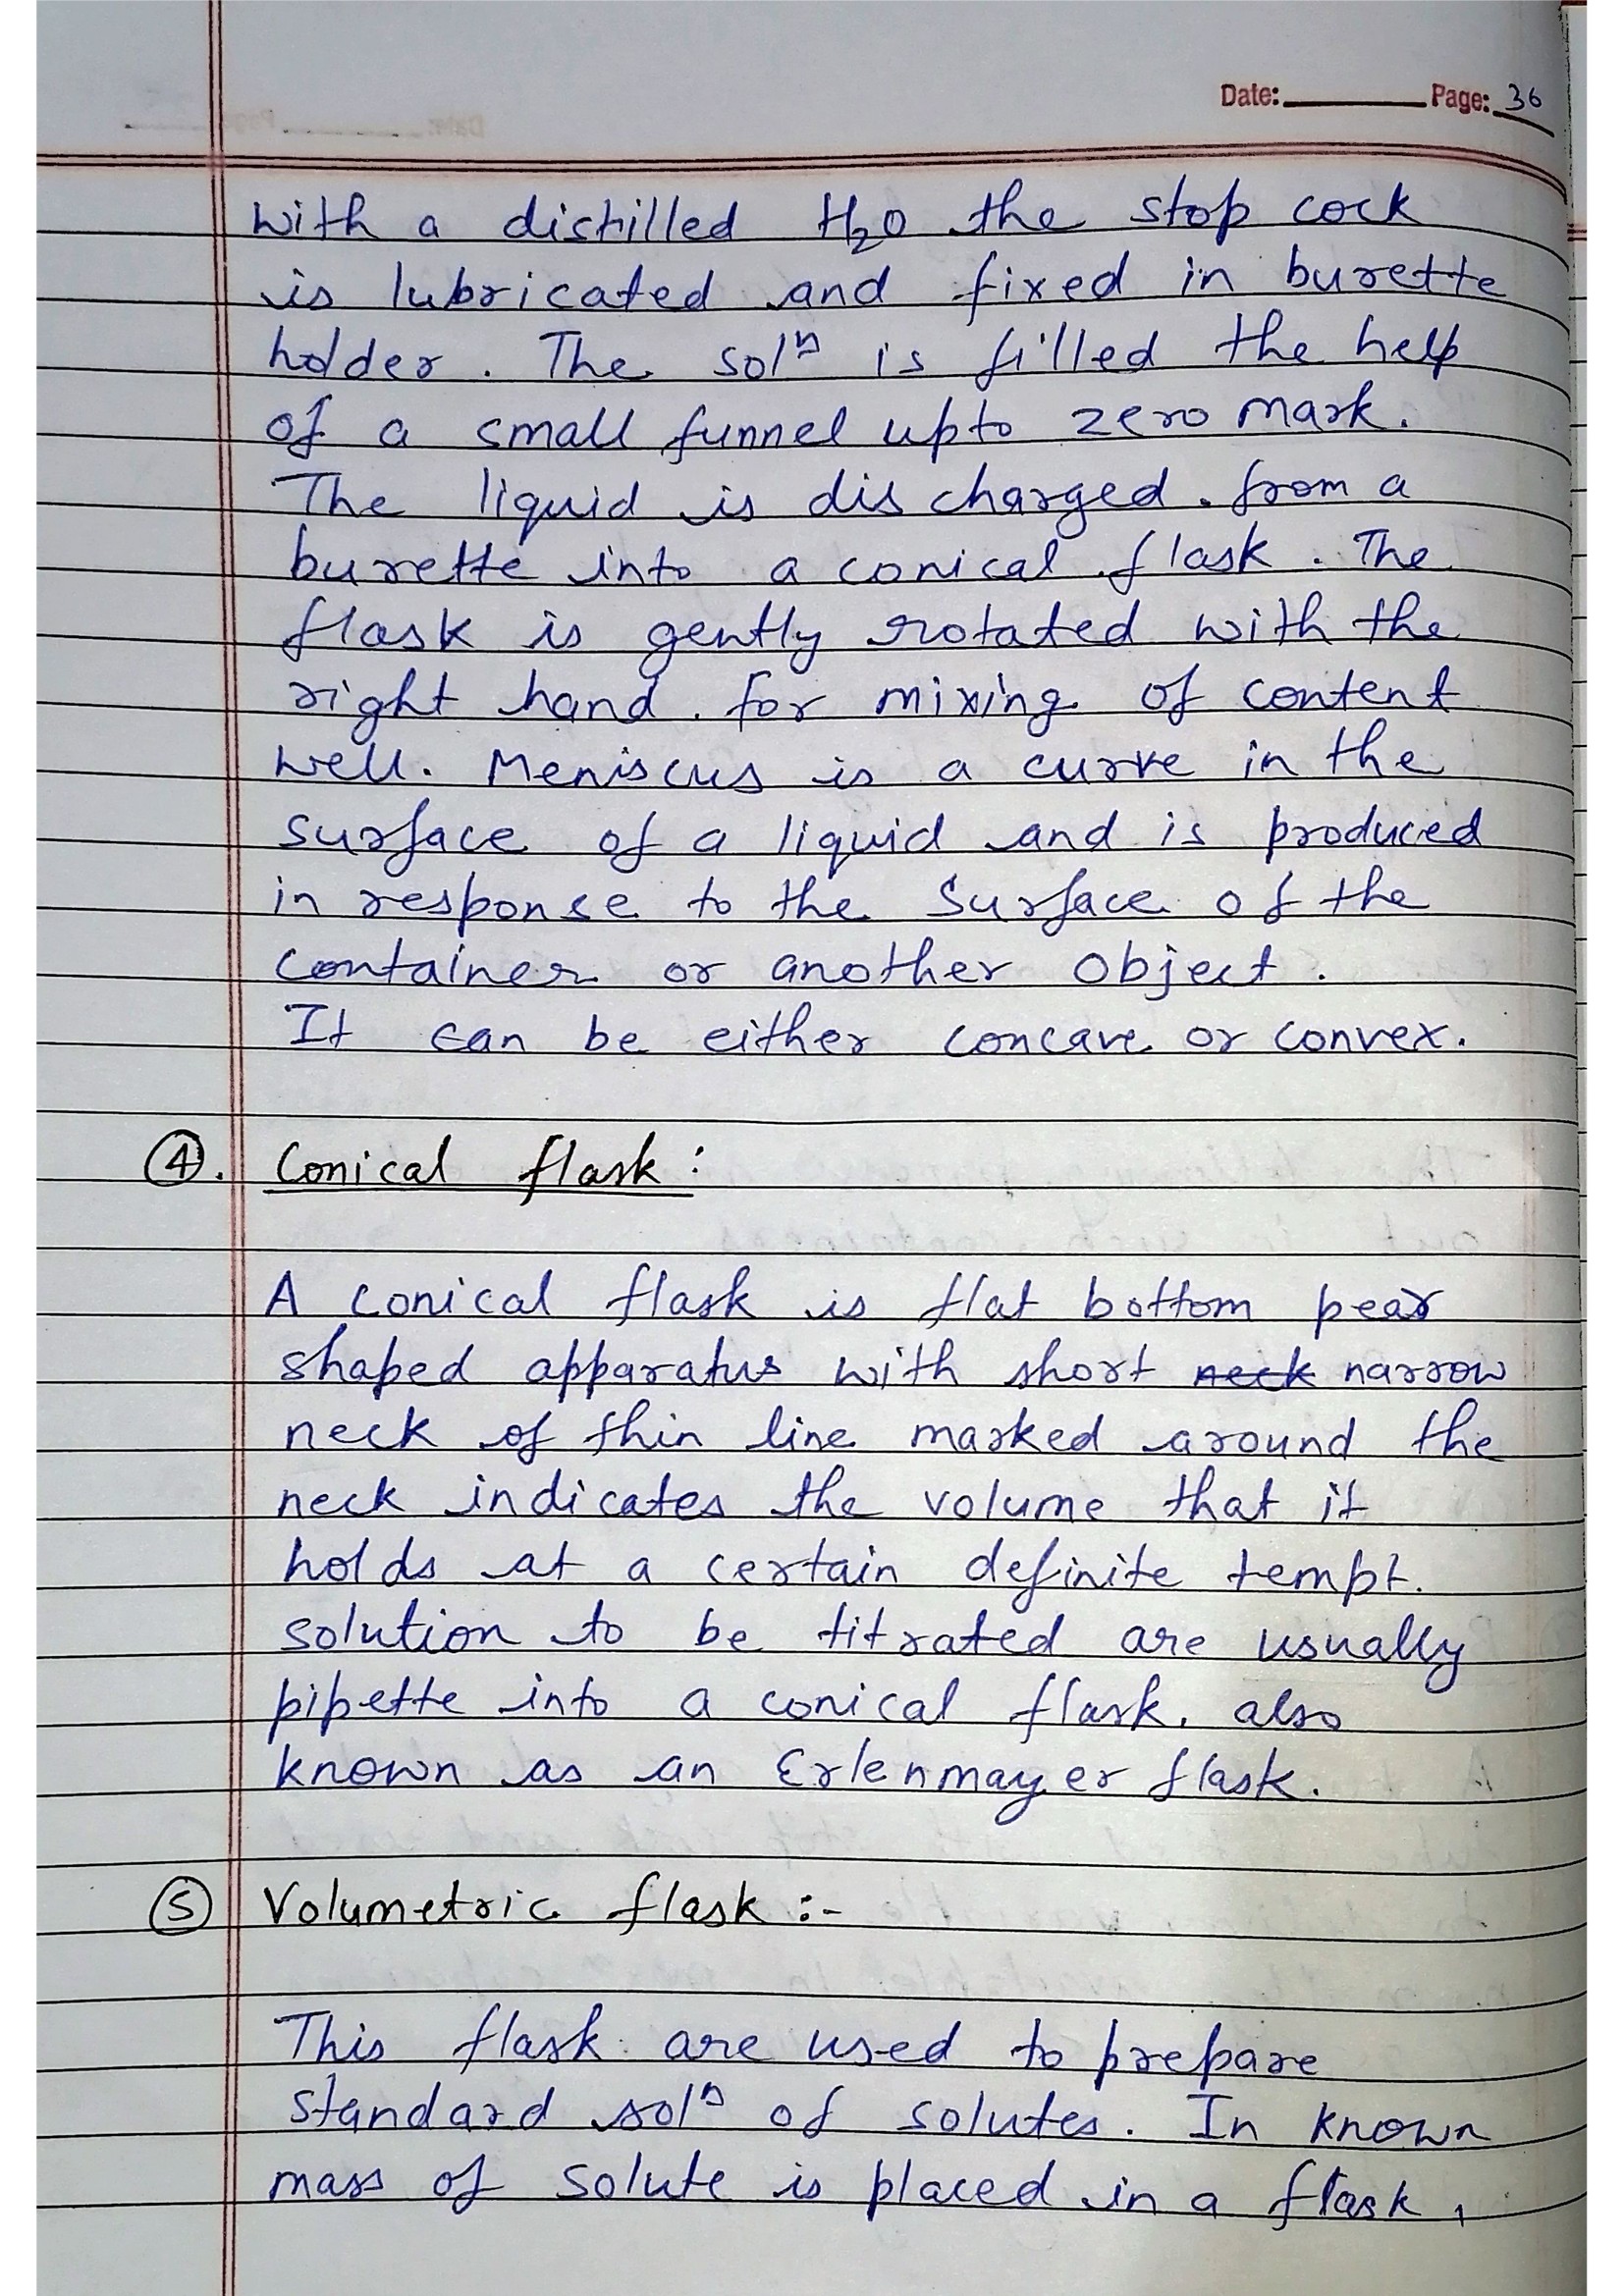 Date: Page: 36
with a distilled H₂O the stop cock
is lubricated and fixed in burette
holder. The solⁿ is filled the help
of a small funnel upto zero mark.
The liquid is dis charged from a
burette into a conical flask. The
flask is gently rotated with the
right hand for mixing of content
well. Meniscus is a curve in the
surface of a liquid and is produced
in response to the surface of the
container or another object.
It can be either concave or convex.
④. Conical flask:
A conical flask is flat bottom pear
shaped apparatus with short neck narrow
neck of thin line marked around the
neck indicates the volume that it
holds at a certain definite tempt.
solution to be titrated are usually
pipette into a conical flask, also
known as an Erlenmayer flask.
⑤ Volumetric flask :-
This flask are used to prepare
standard solⁿ of solutes. In known
mass of solute is placed in a flask,